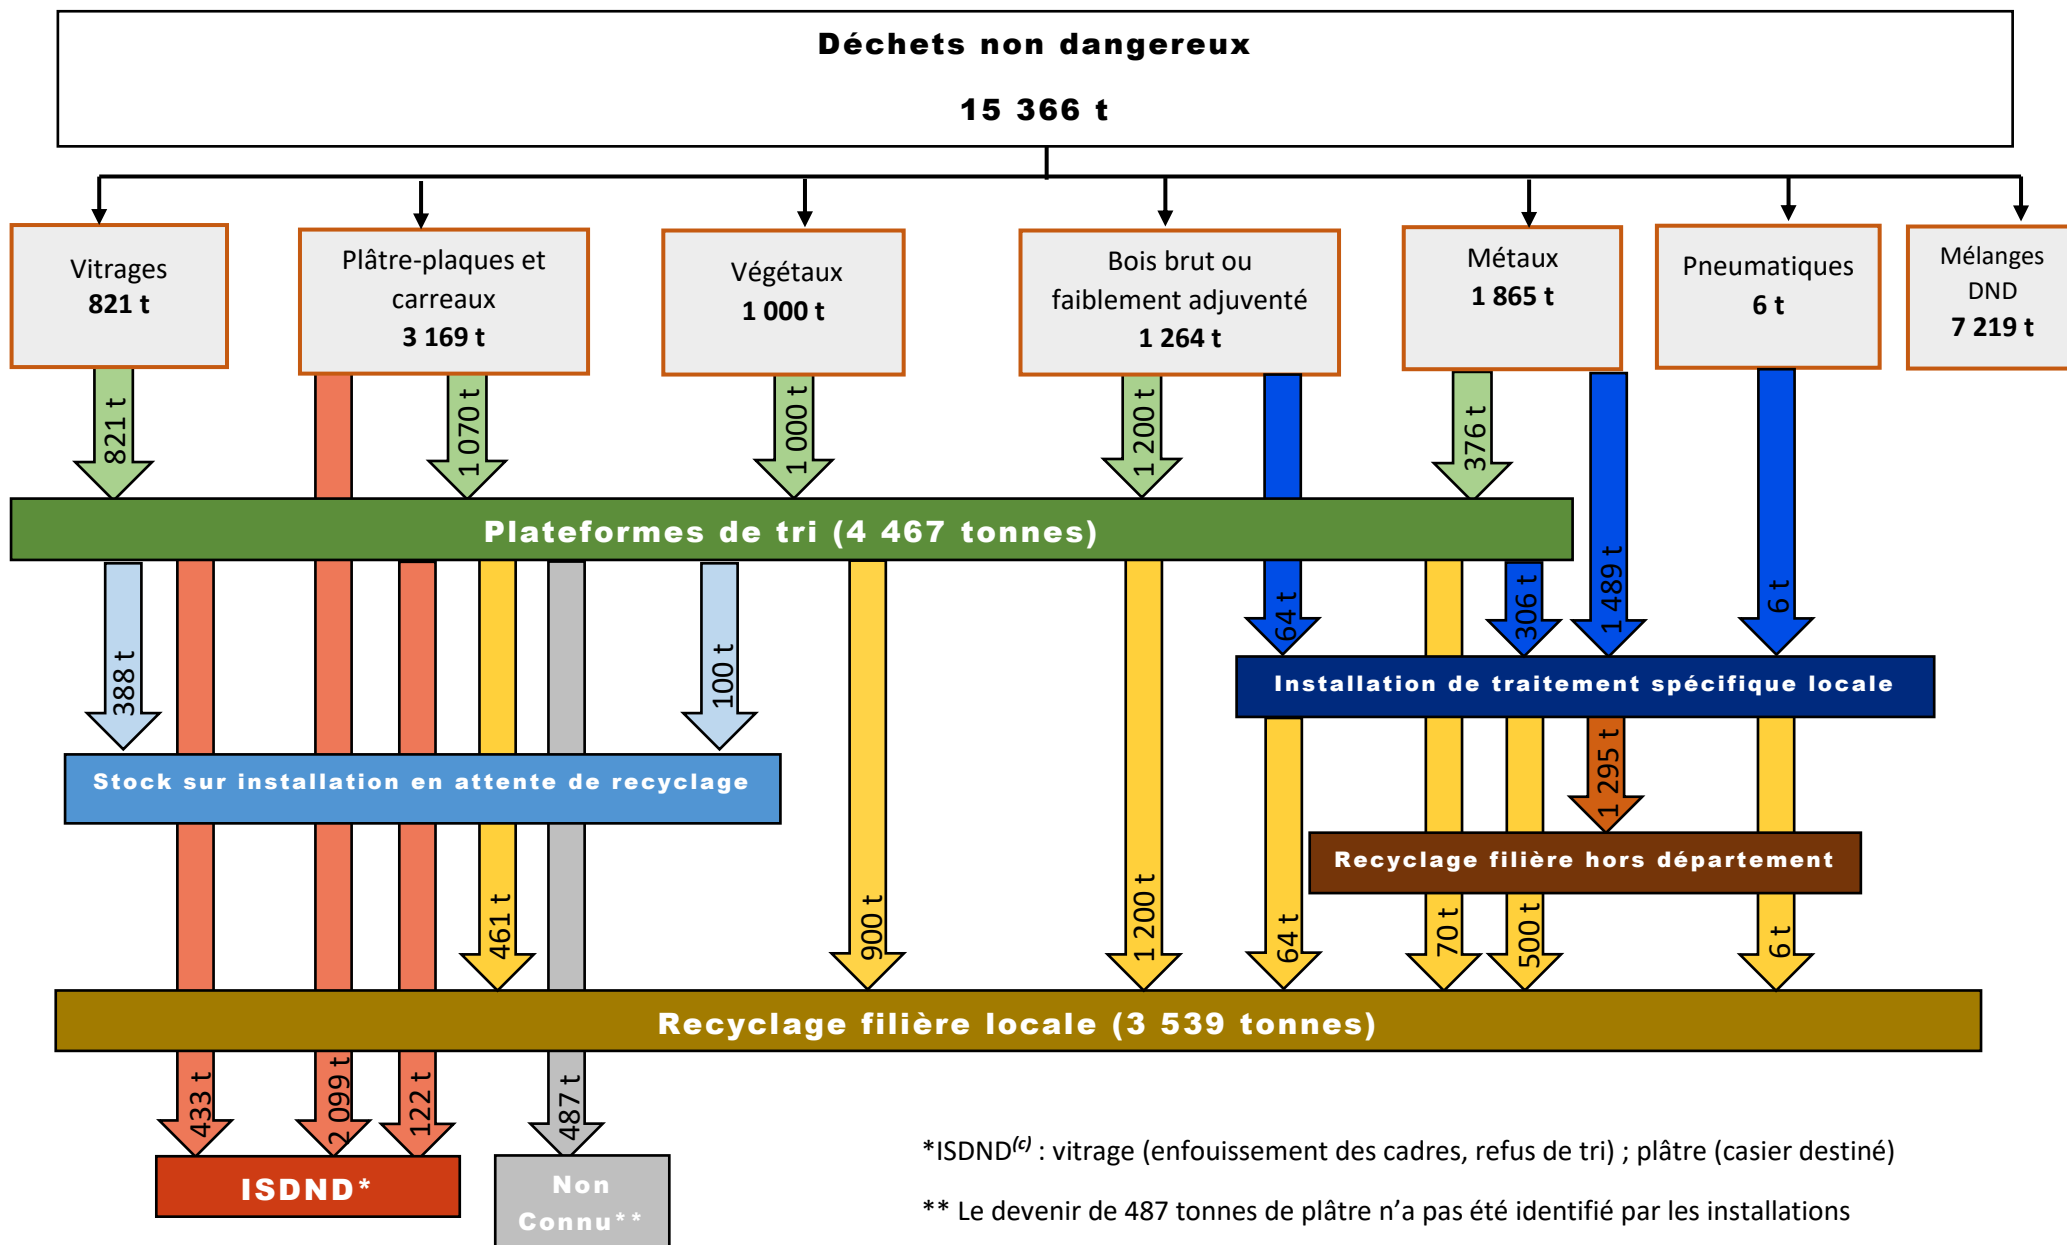 Déchets non dangereux
15 366 t
Vitrages
821 t
Plâtre-plaques et
carreaux
3 169 t
Végétaux
1 000 t
Bois brut ou
faiblement adjuventé
1 264 t
Métaux
1 865 t
Pneumatiques
6 t
Mélanges
DND
7 219 t
821 t
1 070 t
1 000 t
1 200 t
376 t
Plateformes de tri (4 467 tonnes)
388 t
100 t
64 t
306 t
1 489 t
6 t
Installation de traitement spécifique locale
Stock sur installation en attente de recyclage
1 295 t
Recyclage filière hors département
461 t
900 t
1 200 t
64 t
70 t
500 t
6 t
Recyclage filière locale (3 539 tonnes)
433 t
2 099 t
122 t
487 t
ISDND*
Non
Connu**
*ISDND(c) : vitrage (enfouissement des cadres, refus de tri) ; plâtre (casier destiné)
** Le devenir de 487 tonnes de plâtre n’a pas été identifié par les installations